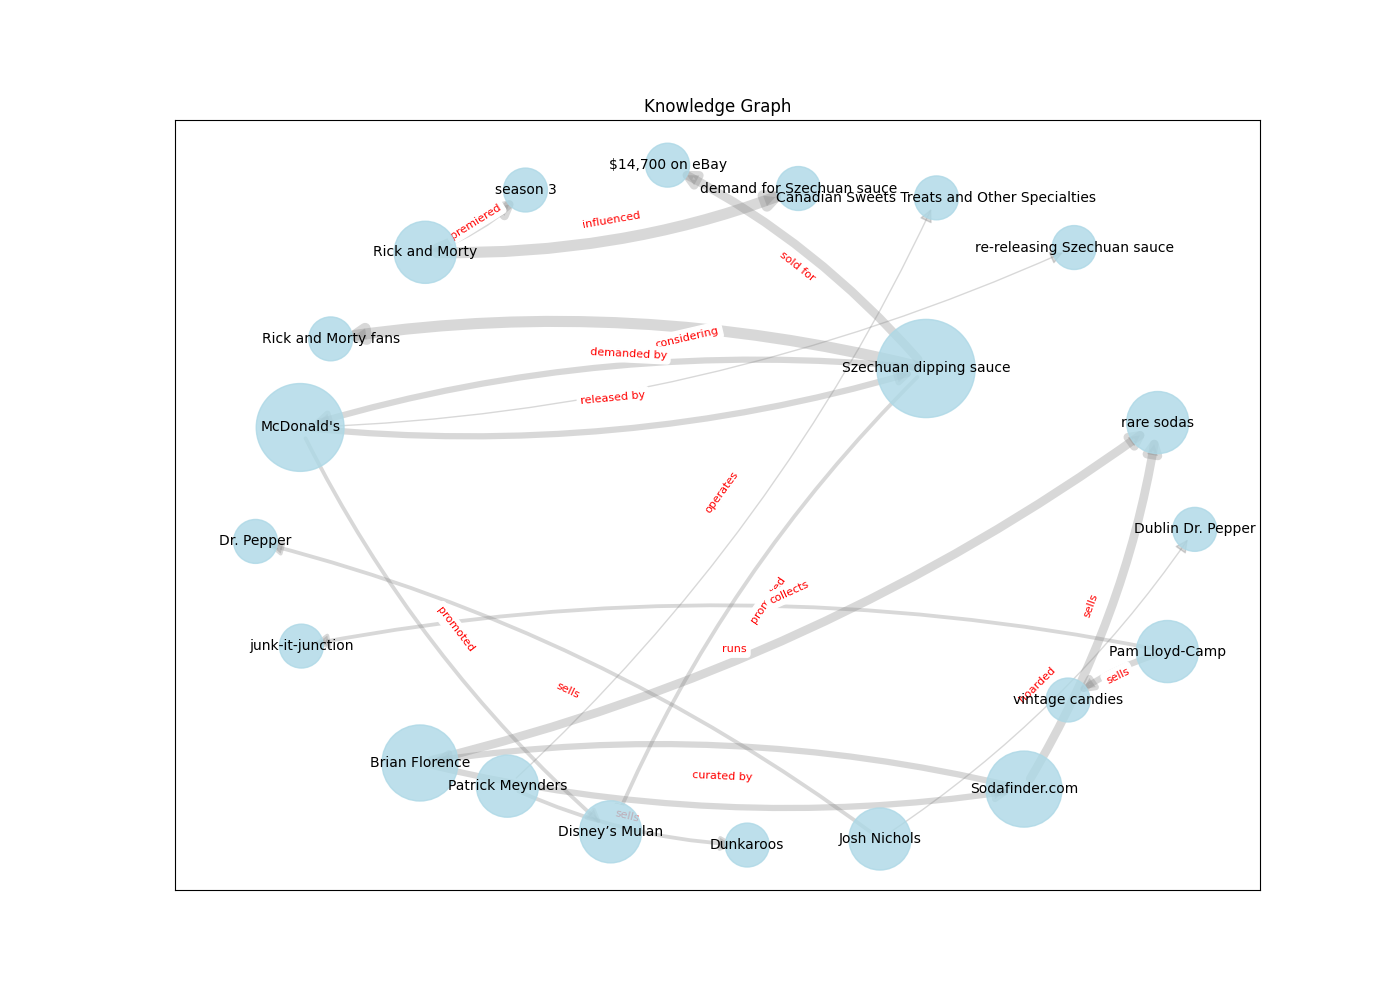 Knowledge Graph
$14,700 on eBay
season 3
demand for Szechuan sauce
Canadian Sweets Treats and Other Specialties
premiered
influenced
Rick and Morty
re-releasing Szechuan sauce
sold for
Rick and Morty fans
considering
demanded by
Szechuan dipping sauce
released by
McDonald's
rare sodas
operates
Dublin Dr. Pepper
Dr. Pepper
collects
sells
promoted
junk-it-junction
runs
Pam Lloyd-Camp
sells
sells
vintage candies
Brian Florence
curated by
Patrick Meynders
Sodafinder.com
sells
Disney’s Mulan
Josh Nichols
Dunkaroos